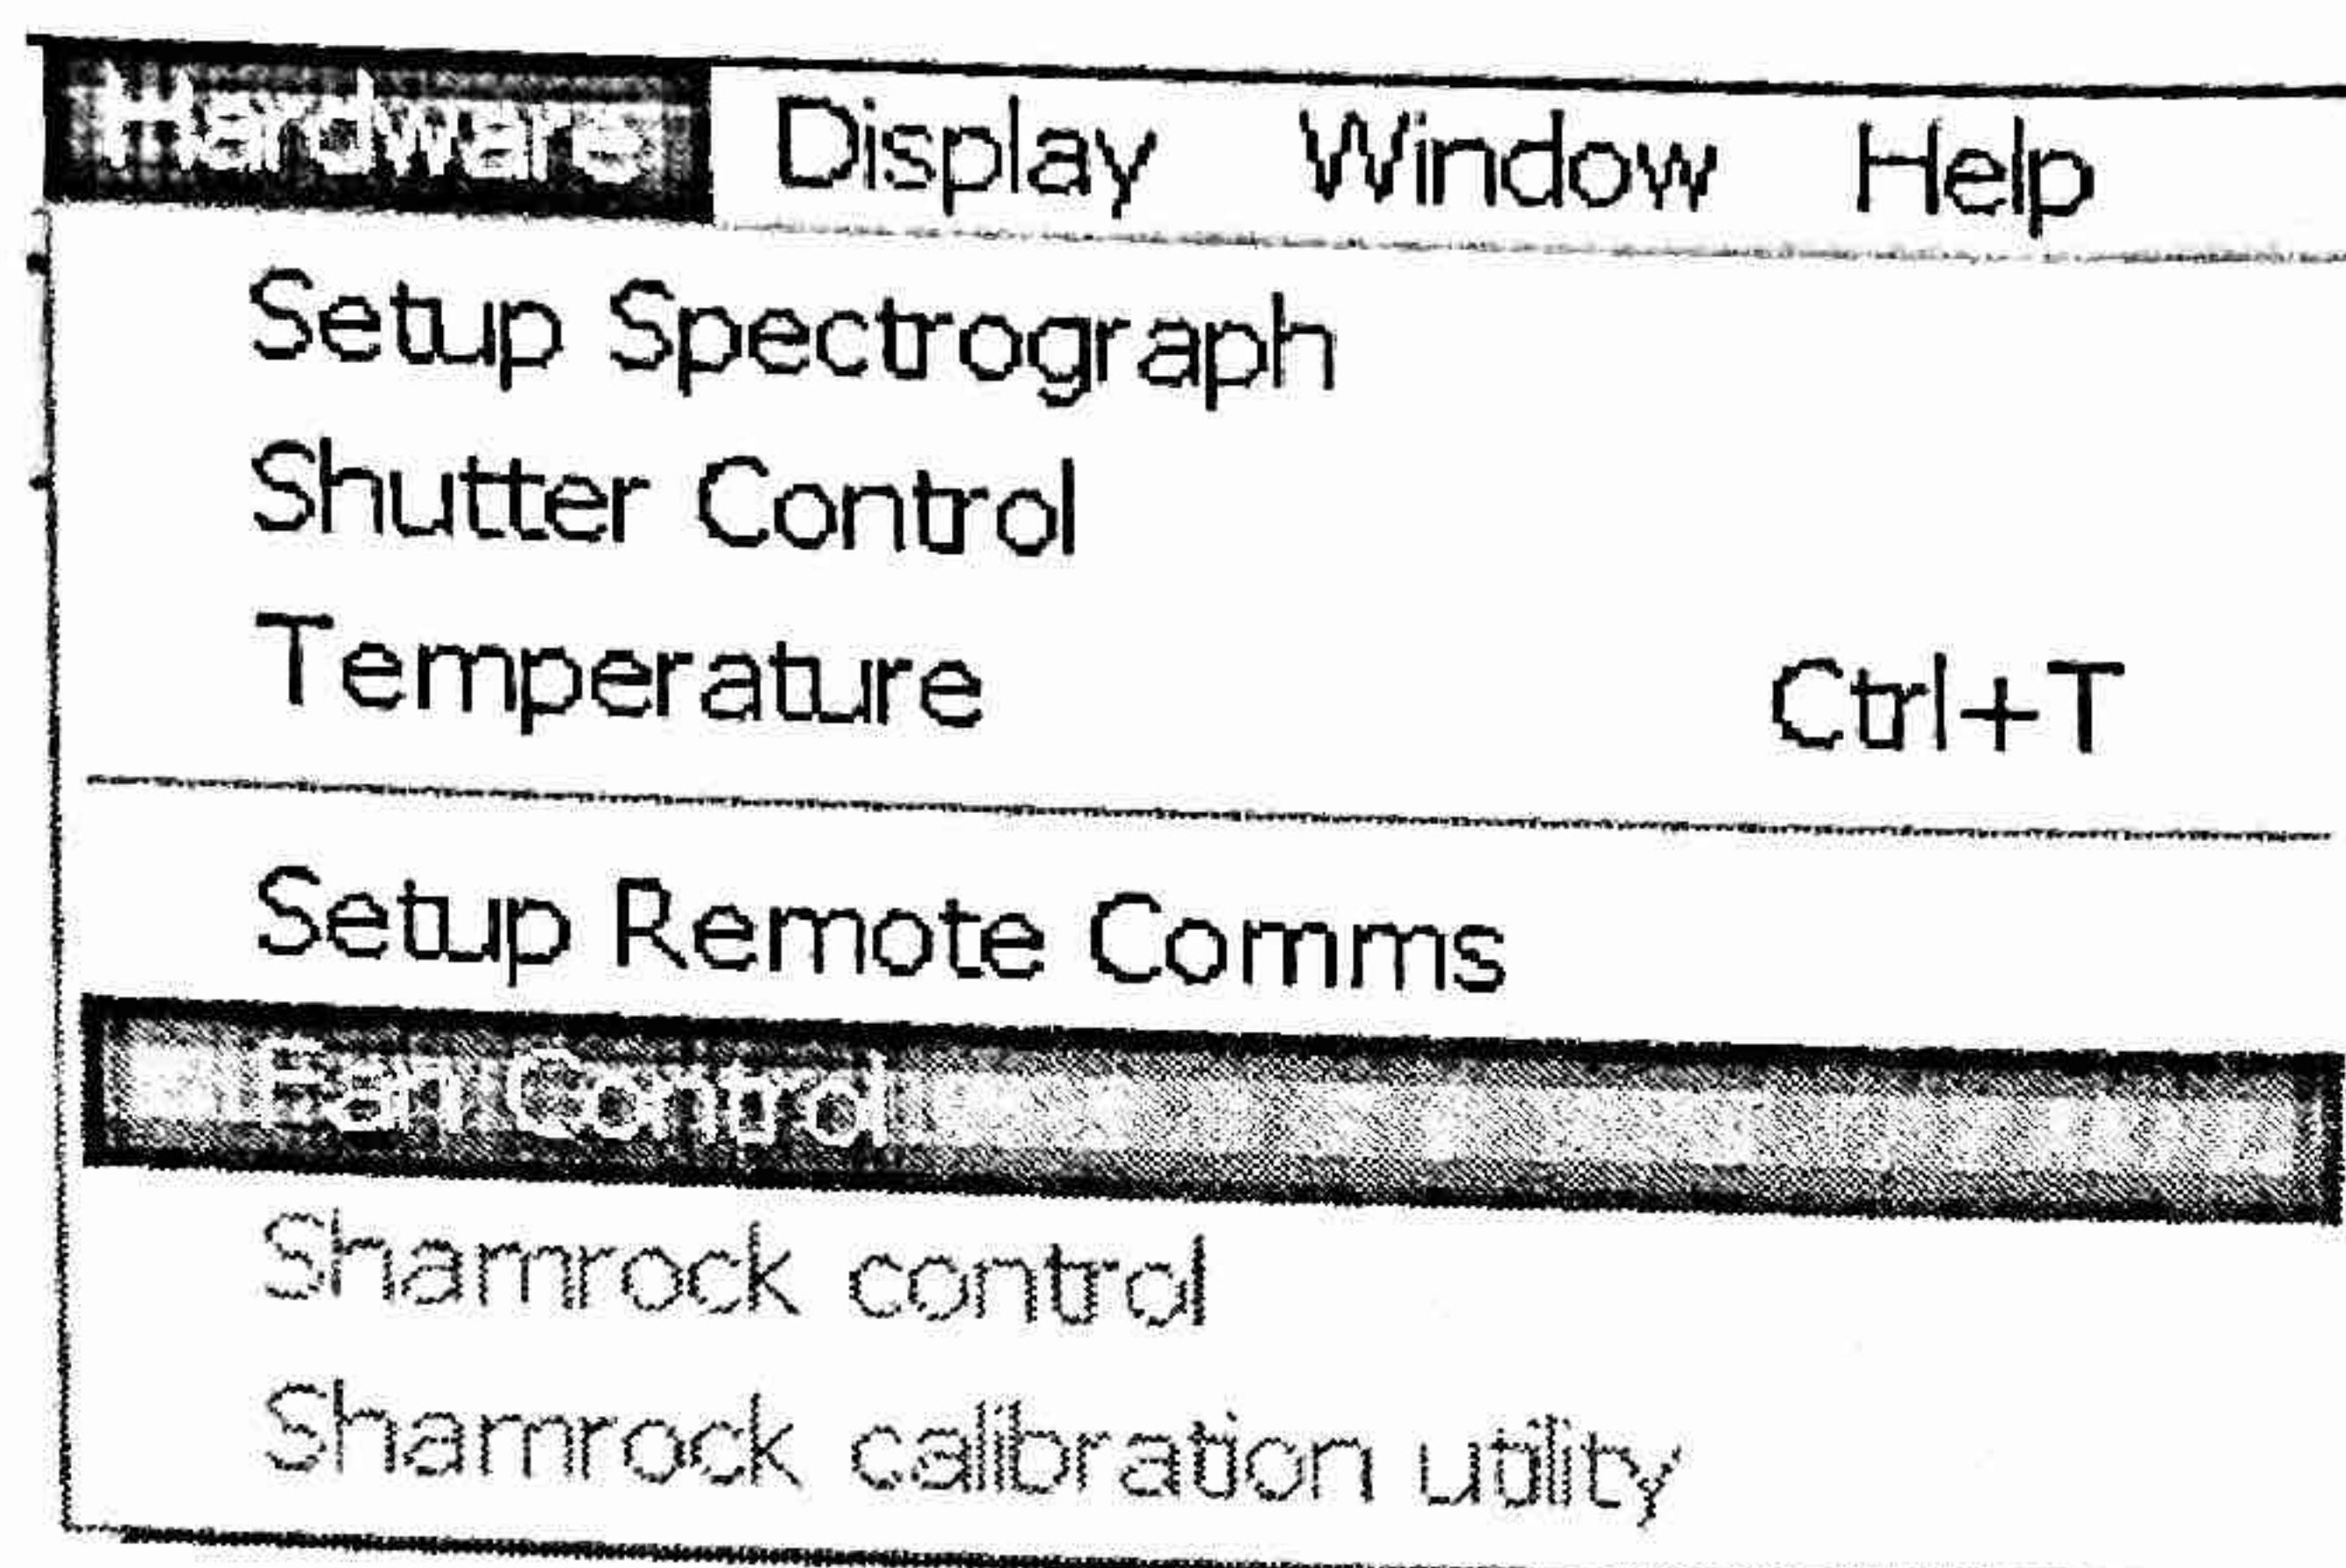 Hardware Display Window Help
Setup Spectrograph
Shutter Control
Temperature Ctrl+T
Setup Remote Comms
Fan Control
Shamrock control
Shamrock calibration utility